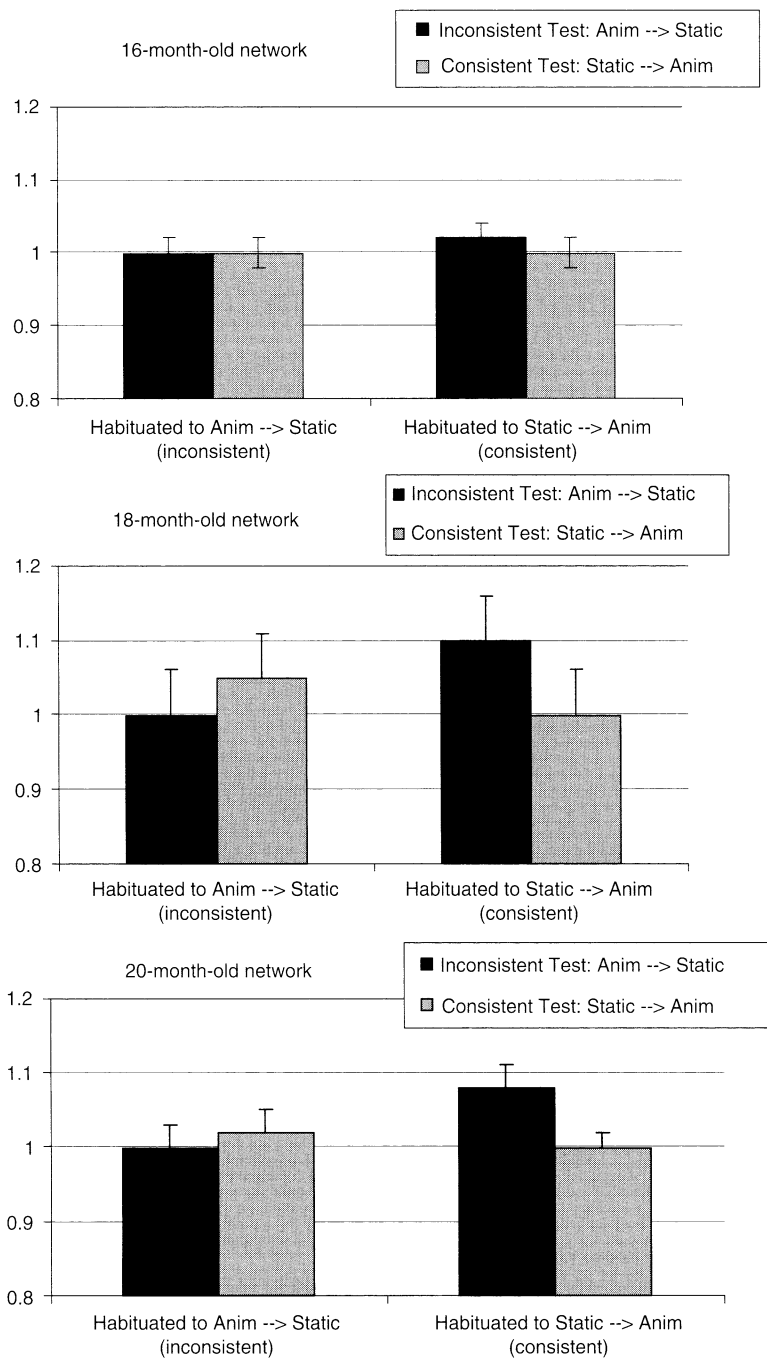 16-month-old network
Inconsistent Test: Anim --> Static
Consistent Test: Static --> Anim
1.2
1.1
1
0.9
0.8
Habituated to Anim --> Static
(inconsistent)
Habituated to Static --> Anim
(consistent)
18-month-old network
Inconsistent Test: Anim --> Static
Consistent Test: Static --> Anim
1.2
1.1
1
0.9
0.8
Habituated to Anim --> Static
(inconsistent)
Habituated to Static --> Anim
(consistent)
20-month-old network
Inconsistent Test: Anim --> Static
Consistent Test: Static --> Anim
1.2
1.1
1
0.9
0.8
Habituated to Anim --> Static
(inconsistent)
Habituated to Static --> Anim
(consistent)